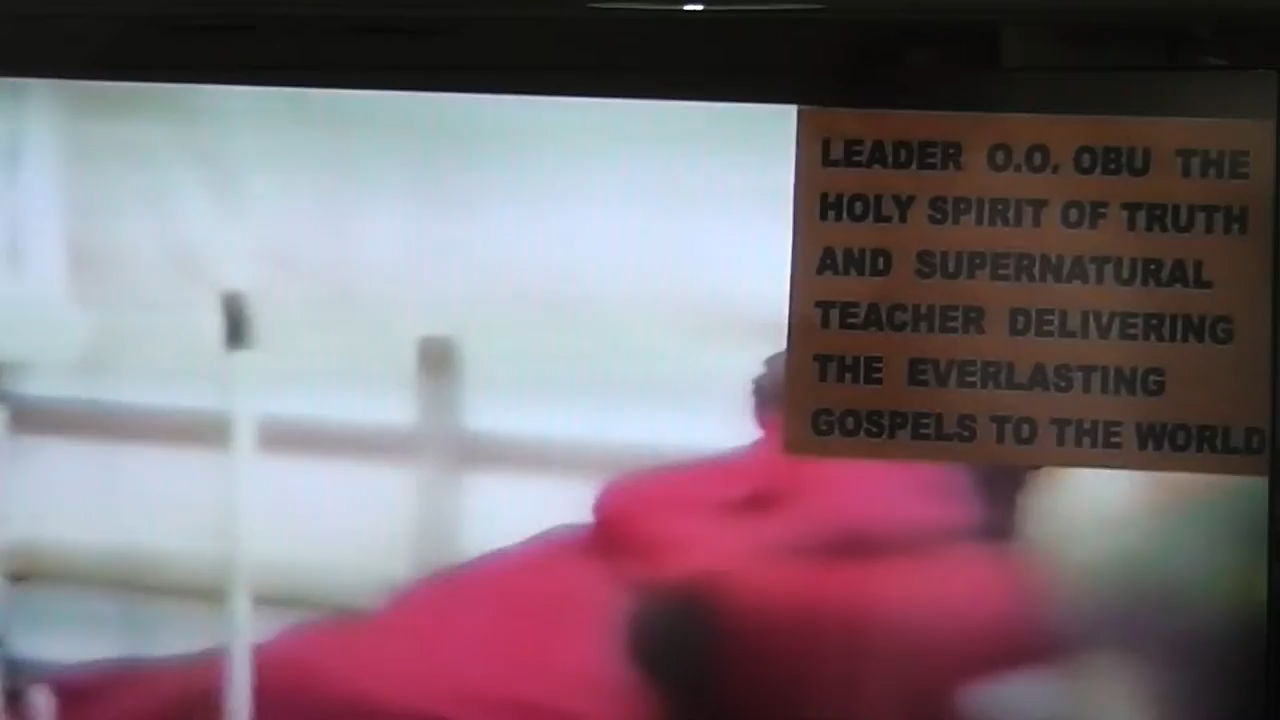 LEADER O.O. OBU THE
HOLY SPIRIT OF TRUTH
AND SUPERNATURAL
TEACHER DELIVERING
THE EVERLASTING
GOSPELS TO THE WORLD